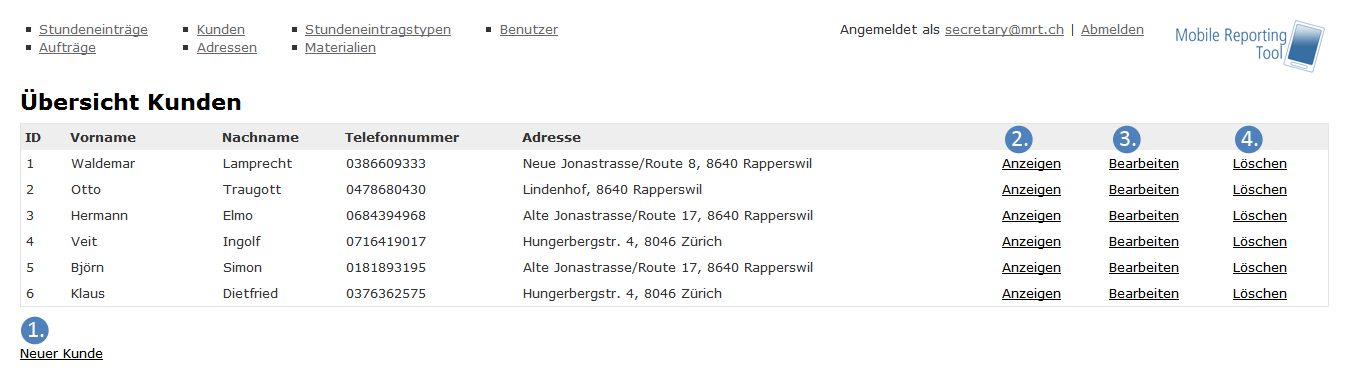 Stundeneinträge Kunden Stundeneintragstypen Benutzer Angemeldet als secretary@mrt.ch | Abmelden
Aufträge Adressen Materialien
Mobile Reporting
Tool
Übersicht Kunden
ID Vorname Nachname Telefonnummer Adresse 2. 3. 4.
1 Waldemar Lamprecht 0386609333 Neue Jonastrasse/Route 8, 8640 Rapperswil Anzeigen Bearbeiten Löschen
2 Otto Traugott 0478680430 Lindenhof, 8640 Rapperswil Anzeigen Bearbeiten Löschen
3 Hermann Elmo 0684394968 Alte Jonastrasse/Route 17, 8640 Rapperswil Anzeigen Bearbeiten Löschen
4 Veit Ingolf 0716419017 Hungerbergstr. 4, 8046 Zürich Anzeigen Bearbeiten Löschen
5 Björn Simon 0181893195 Alte Jonastrasse/Route 17, 8640 Rapperswil Anzeigen Bearbeiten Löschen
6 Klaus Dietfried 0376362575 Hungerbergstr. 4, 8046 Zürich Anzeigen Bearbeiten Löschen
1.
Neuer Kunde